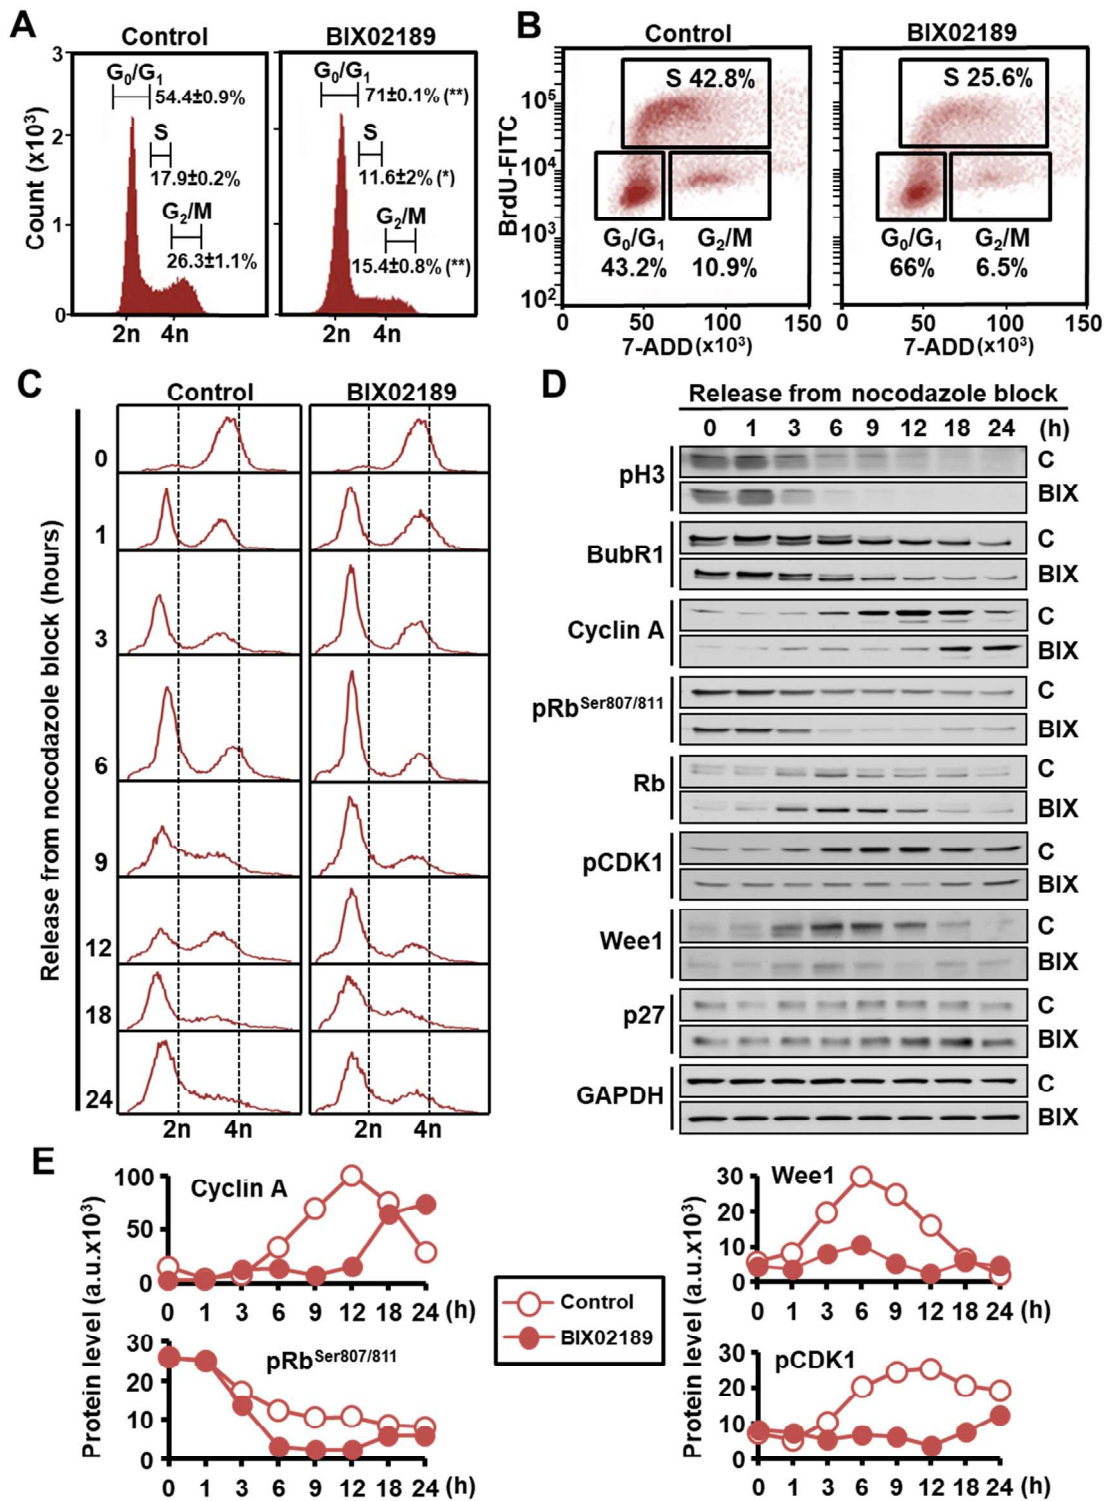 A
Control
BIX02189
Count (x10³)
3
2
1
0
G₀/G₁
54.4±0.9%
S
17.9±0.2%
G₂/M
26.3±1.1%
G₀/G₁
71±0.1% (**)
S
11.6±2% (*)
G₂/M
15.4±0.8% (**)
2n 4n
2n 4n
B
Control
BIX02189
BrdU-FITC
10⁵
10⁴
10³
10²
S 42.8%
G₀/G₁
43.2%
G₂/M
10.9%
S 25.6%
G₀/G₁
66%
G₂/M
6.5%
0 50 100 150
0 50 100 150
7-ADD (x10³)
7-ADD (x10³)
C
Control
BIX02189
Release from nocodazole block (hours)
0
1
3
6
9
12
18
24
2n 4n
2n 4n
D
Release from nocodazole block
0 1 3 6 9 12 18 24 (h)
pH3
C
BIX
BubR1
C
BIX
Cyclin A
C
BIX
pRbSer807/811
C
BIX
Rb
C
BIX
pCDK1
C
BIX
Wee1
C
BIX
p27
C
BIX
GAPDH
C
BIX
E
Protein level (a.u.x10³)
Cyclin A
100
50
0
0 1 3 6 9 12 18 24 (h)
pRbSer807/811
30
20
10
0
0 1 3 6 9 12 18 24 (h)
Control
BIX02189
Protein level (a.u.x10³)
Wee1
30
20
10
0
0 1 3 6 9 12 18 24 (h)
pCDK1
30
20
10
0
0 1 3 6 9 12 18 24 (h)